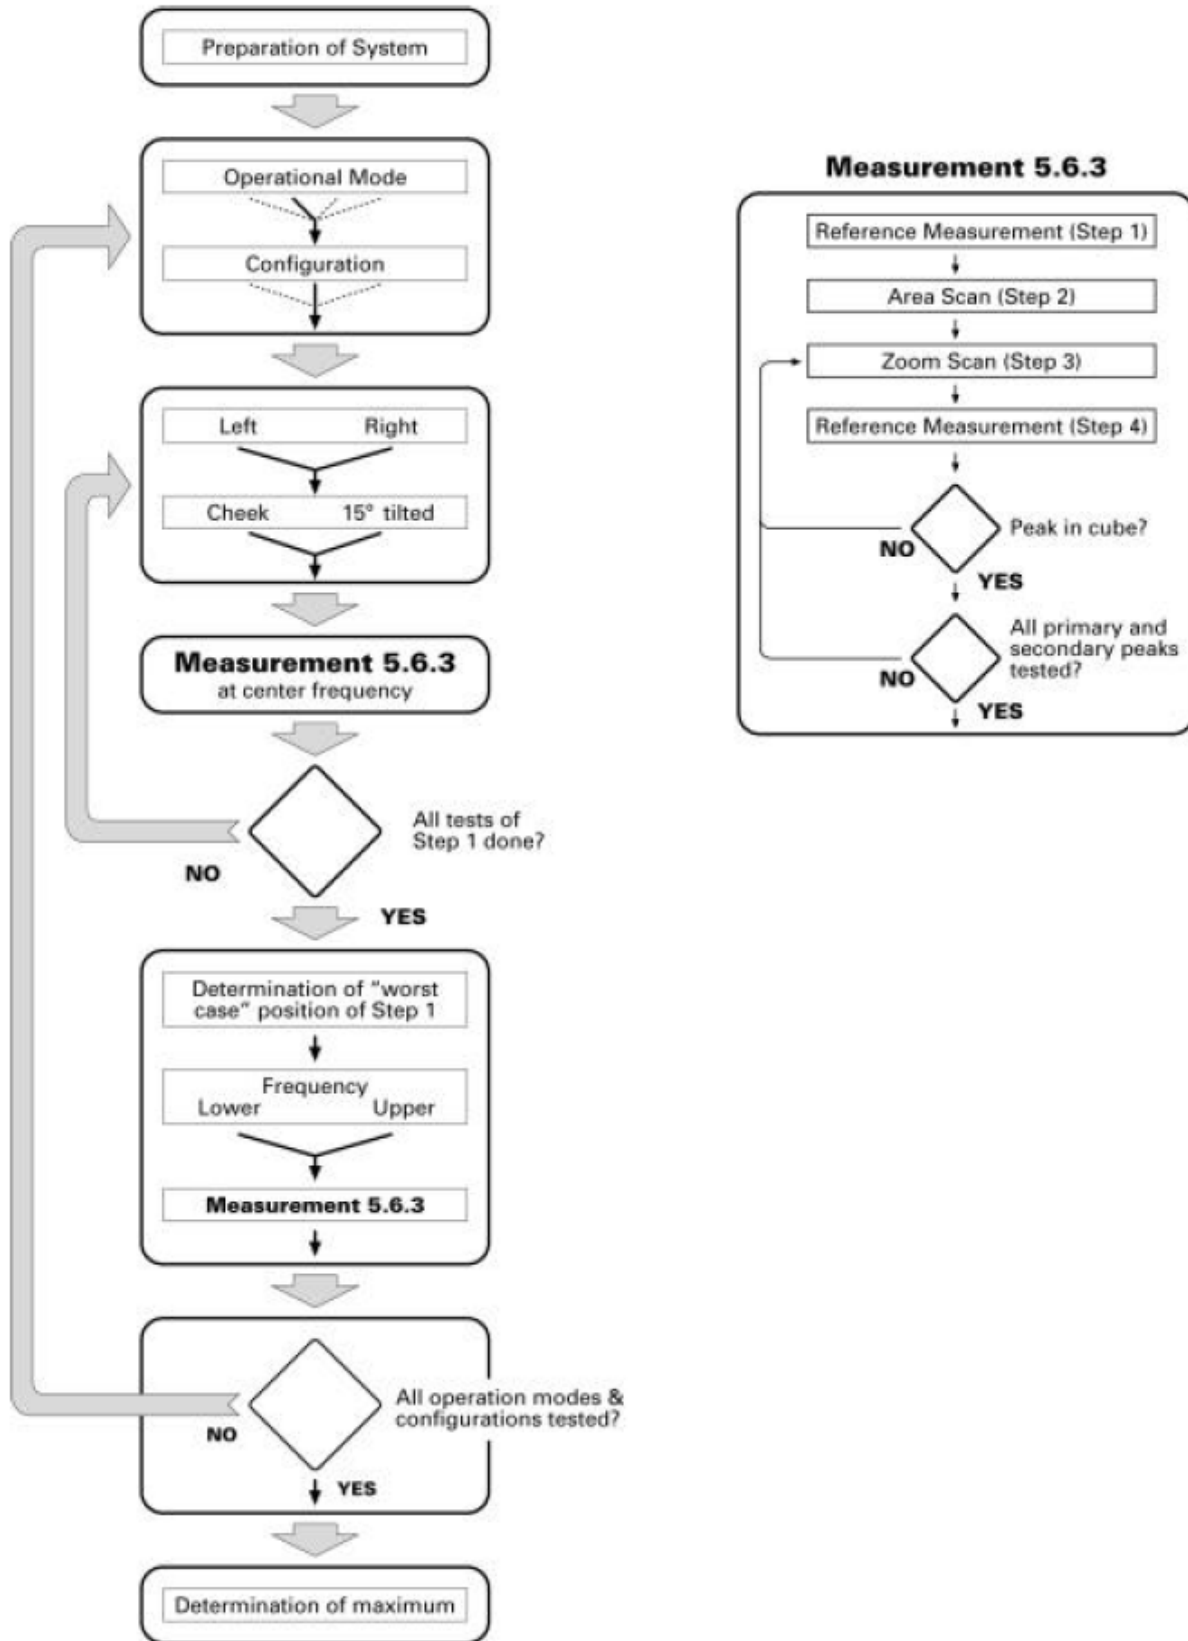 Preparation of System
Operational Mode
Configuration
Left Right
Cheek 15° tilted
Measurement 5.6.3
at center frequency
All tests of
Step 1 done?
NO
YES
Determination of “worst
case” position of Step 1
Frequency
Lower Upper
Measurement 5.6.3
All operation modes &
configurations tested?
NO
YES
Determination of maximum
Measurement 5.6.3
Reference Measurement (Step 1)
Area Scan (Step 2)
Zoom Scan (Step 3)
Reference Measurement (Step 4)
Peak in cube?
NO
YES
All primary and
secondary peaks
tested?
NO
YES